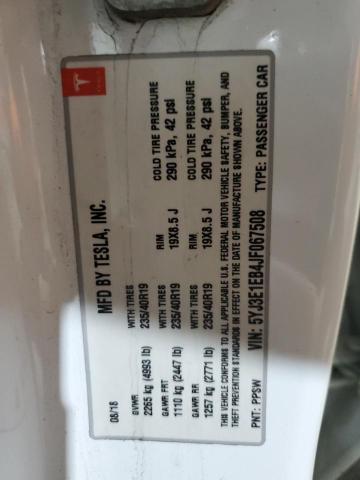 TESLA
MFD BY TESLA, INC.
08/18
GVWR WITH TIRES RIM COLD TIRE PRESSURE
2265 kg (4993 lb) 235/40R19 19X8.5 J 290 kPa, 42 psi
GAWR FRT WITH TIRES RIM COLD TIRE PRESSURE
1110 kg (2447 lb) 235/40R19 19X8.5 J 290 kPa, 42 psi
GAWR RR
1257 kg (2771 lb) 235/40R19
THIS VEHICLE CONFORMS TO ALL APPLICABLE U.S. FEDERAL MOTOR VEHICLE SAFETY, BUMPER, AND
THEFT PREVENTION STANDARDS IN EFFECT ON THE DATE OF MANUFACTURE SHOWN ABOVE.
VIN: 5YJ3E1EB4JF067508
PNT: PPSW TYPE: PASSENGER CAR